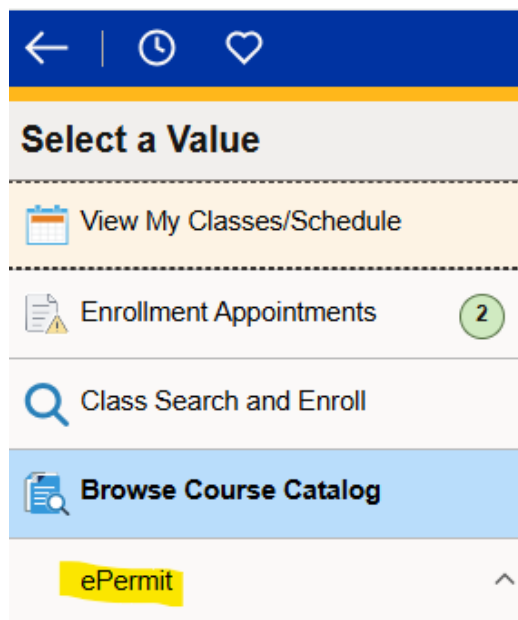 Select a Value
View My Classes/Schedule
Enrollment Appointments 2
Class Search and Enroll
Browse Course Catalog
ePermit